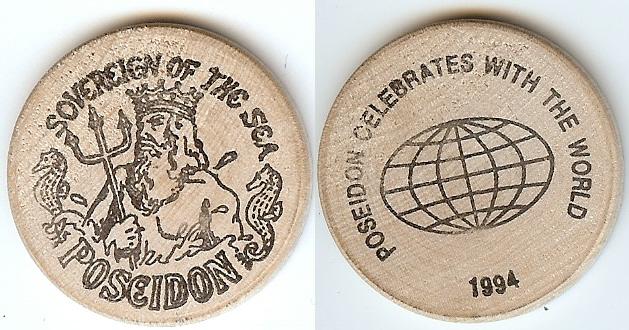 SOVEREIGN OF THE SEA
POSEIDON
POSEIDON CELEBRATES WITH THE WORLD
1994